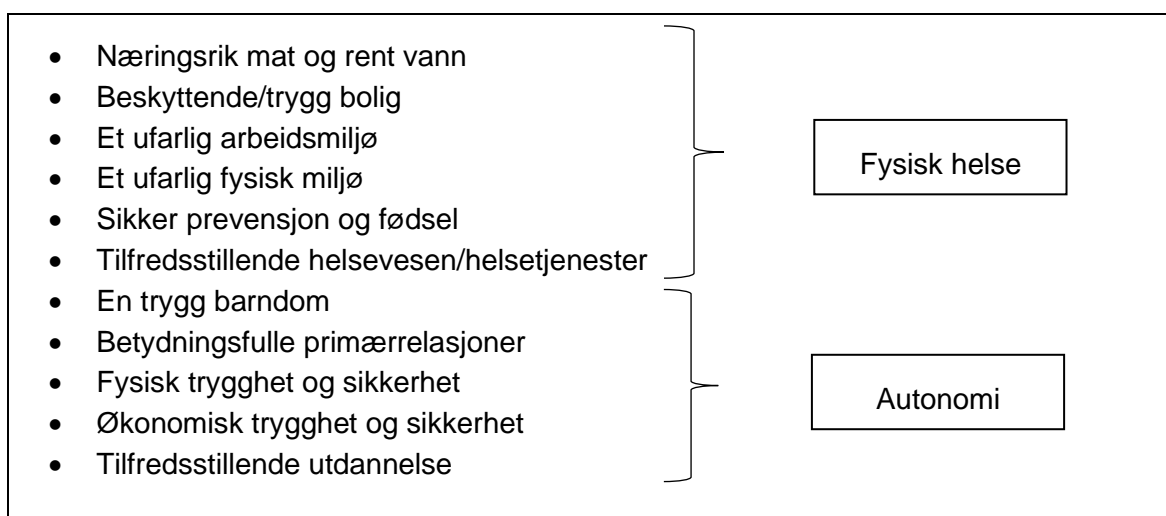 • Næringsrik mat og rent vann
• Beskyttende/trygg bolig
• Et ufarlig arbeidsmiljø
• Et ufarlig fysisk miljø
• Sikker prevensjon og fødsel
• Tilfredsstillende helsevesen/helsetjenester
• En trygg barndom
• Betydningsfulle primærrelasjoner
• Fysisk trygghet og sikkerhet
• Økonomisk trygghet og sikkerhet
• Tilfredsstillende utdannelse
Fysisk helse
Autonomi